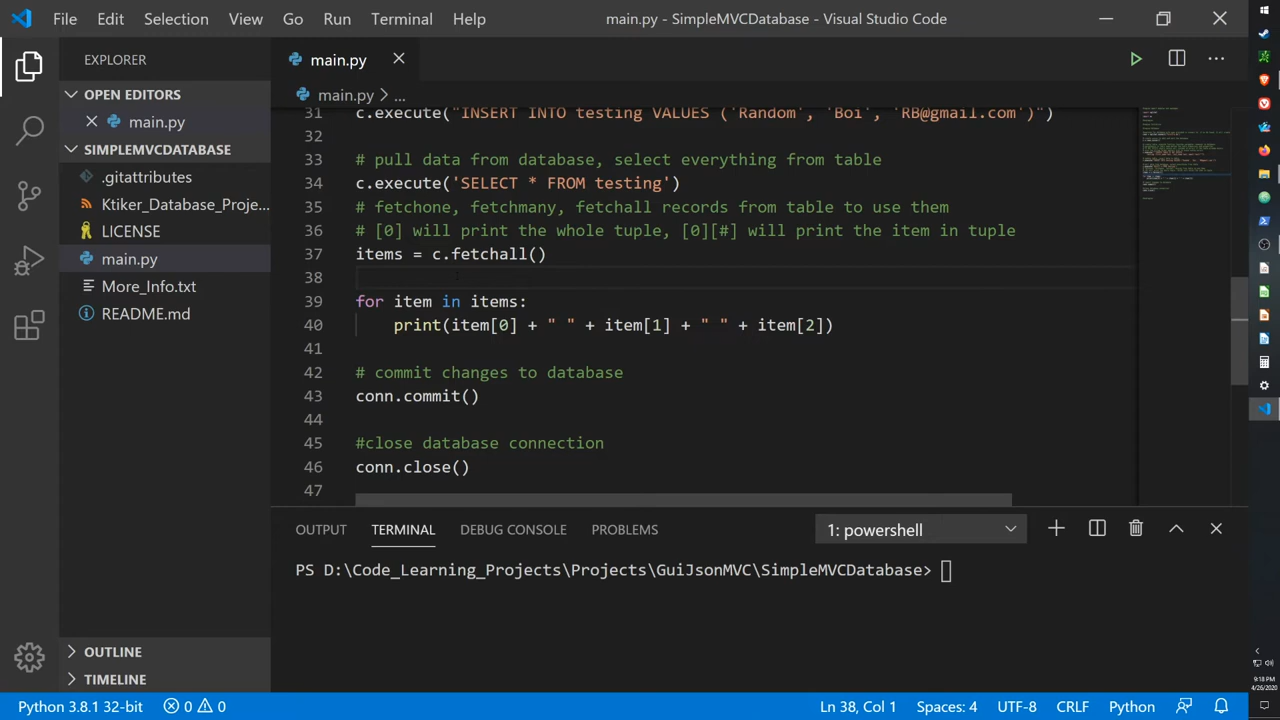 File Edit Selection View Go Run Terminal Help main.py - SimpleMVCDatabase - Visual Studio Code
EXPLORER
main.py
OPEN EDITORS
main.py
main.py > ...
SIMPLEMVCDATABASE
.gitattributes
Ktiker_Database_Proje...
LICENSE
main.py
More_Info.txt
README.md
OUTLINE
TIMELINE
31 c.execute("INSERT INTO testing VALUES ('Random', 'Boi', 'RB@gmail.com')")
32
33 # pull data from database, select everything from table
34 c.execute('SELECT * FROM testing')
35 # fetchone, fetchmany, fetchall records from table to use them
36 # [0] will print the whole tuple, [0][#] will print the item in tuple
37 items = c.fetchall()
38
39 for item in items:
40 print(item[0] + " " + item[1] + " " + item[2])
41
42 # commit changes to database
43 conn.commit()
44
45 #close database connection
46 conn.close()
47
OUTPUT TERMINAL DEBUG CONSOLE PROBLEMS 1: powershell
PS D:\Code_Learning_Projects\Projects\GuiJsonMVC\SimpleMVCDatabase>
Python 3.8.1 32-bit 0 0 Ln 38, Col 1 Spaces: 4 UTF-8 CRLF Python
9:18 PM
4/26/2020